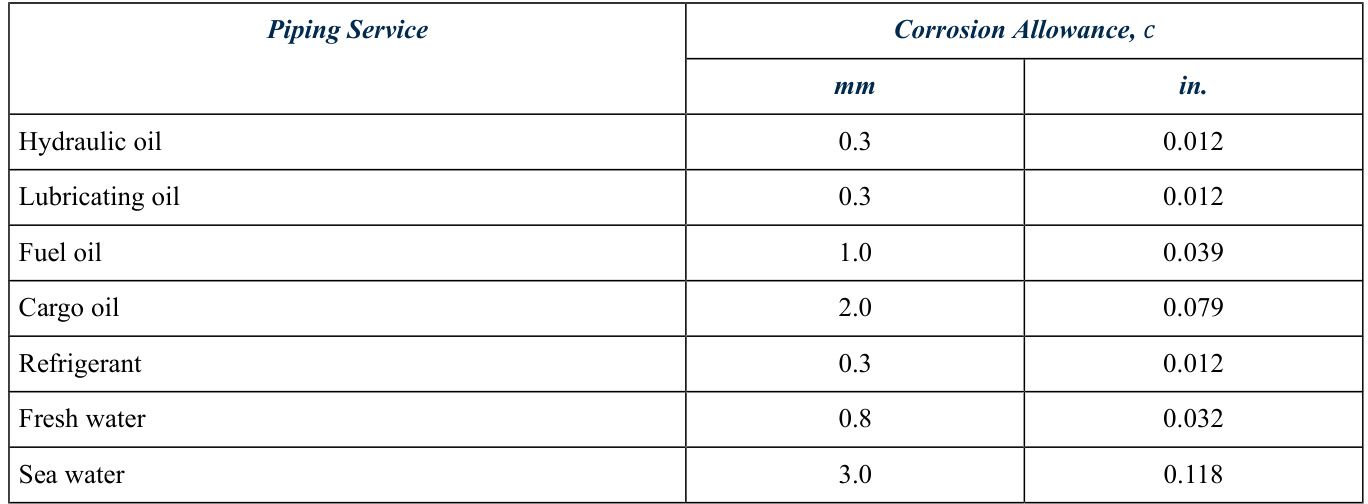 Piping Service Corrosion Allowance, c
mm in.
Hydraulic oil 0.3 0.012
Lubricating oil 0.3 0.012
Fuel oil 1.0 0.039
Cargo oil 2.0 0.079
Refrigerant 0.3 0.012
Fresh water 0.8 0.032
Sea water 3.0 0.118